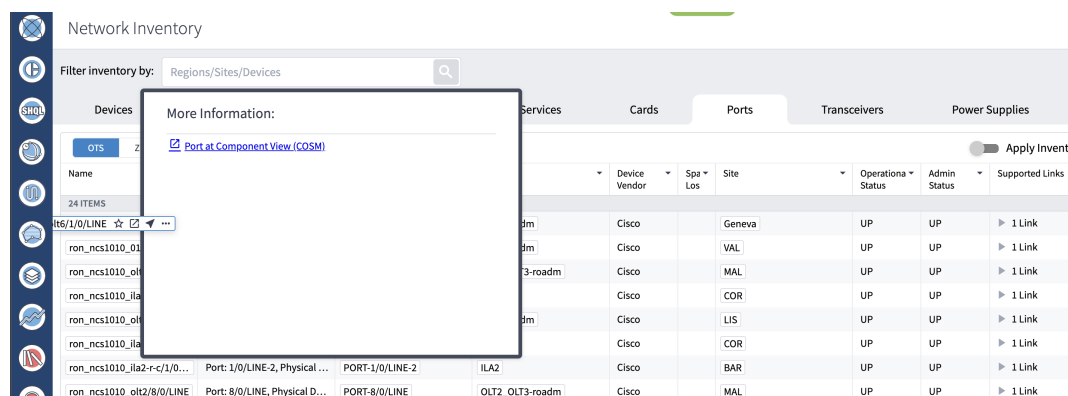 Network Inventory
Filter inventory by: Regions/Sites/Devices
SHQL
Devices Services Cards Ports Transceivers Power Supplies
More Information:
Port at Component View (COSM)
OTS Z Apply Invent
Name Device Vendor Spa Los Site Operationa Status Admin Status Supported Links
24 ITEMS
lt6/1/0/LINE ... dm Cisco Geneva UP UP 1 Link
ron_ncs1010_01 dm Cisco VAL UP UP 1 Link
ron_ncs1010_olt T3-roadm Cisco MAL UP UP 1 Link
ron_ncs1010_ila Cisco COR UP UP 1 Link
ron_ncs1010_olt dm Cisco LIS UP UP 1 Link
ron_ncs1010_ila Cisco COR UP UP 1 Link
ron_ncs1010_ila2-r-c/1/0... Port: 1/0/LINE-2, Physical ... PORT-1/0/LINE-2 ILA2 Cisco BAR UP UP 1 Link
ron_ncs1010_olt2/8/0/LINE Port: 8/0/LINE, Physical D... PORT-8/0/LINE OLT2_OLT3-roadm Cisco MAL UP UP 1 Link